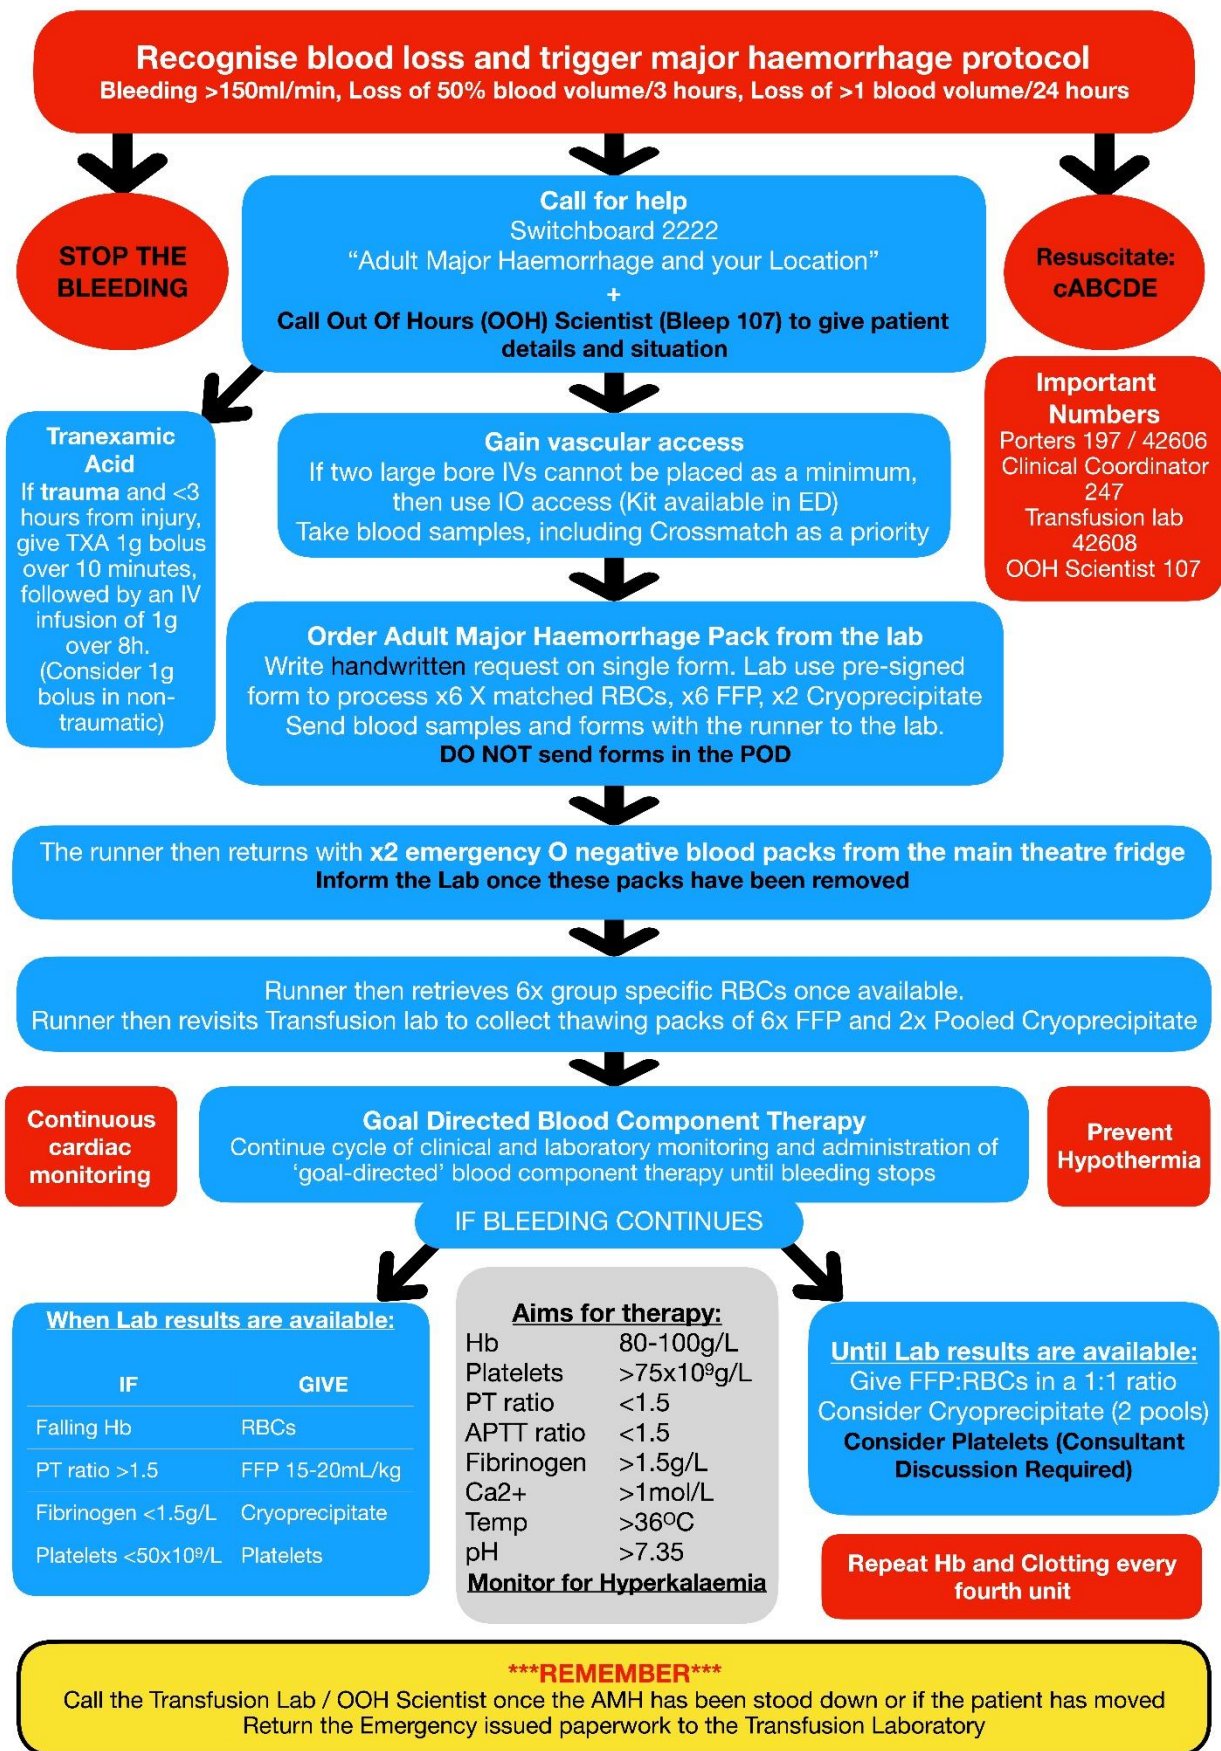 Recognise blood loss and trigger major haemorrhage protocol
Bleeding >150ml/min, Loss of 50% blood volume/3 hours, Loss of >1 blood volume/24 hours
STOP THE
BLEEDING
Call for help
Switchboard 2222
“Adult Major Haemorrhage and your Location”
+
Call Out Of Hours (OOH) Scientist (Bleep 107) to give patient
details and situation
Resuscitate:
cABCDE
Important
Numbers
Porters 197 / 42606
Clinical Coordinator
247
Transfusion lab
42608
OOH Scientist 107
Tranexamic
Acid
If trauma and <3
hours from injury,
give TXA 1g bolus
over 10 minutes,
followed by an IV
infusion of 1g
over 8h.
(Consider 1g
bolus in non-
traumatic)
Gain vascular access
If two large bore IVs cannot be placed as a minimum,
then use IO access (Kit available in ED)
Take blood samples, including Crossmatch as a priority
Order Adult Major Haemorrhage Pack from the lab
Write handwritten request on single form. Lab use pre-signed
form to process x6 X matched RBCs, x6 FFP, x2 Cryoprecipitate
Send blood samples and forms with the runner to the lab.
DO NOT send forms in the POD
The runner then returns with x2 emergency O negative blood packs from the main theatre fridge
Inform the Lab once these packs have been removed
Runner then retrieves 6x group specific RBCs once available.
Runner then revisits Transfusion lab to collect thawing packs of 6x FFP and 2x Pooled Cryoprecipitate
Continuous
cardiac
monitoring
Goal Directed Blood Component Therapy
Continue cycle of clinical and laboratory monitoring and administration of
‘goal-directed’ blood component therapy until bleeding stops
Prevent
Hypothermia
IF BLEEDING CONTINUES
When Lab results are available:
IF GIVE
Falling Hb RBCs
PT ratio >1.5 FFP 15-20mL/kg
Fibrinogen <1.5g/L Cryoprecipitate
Platelets <50x10⁹/L Platelets
Aims for therapy:
Hb 80-100g/L
Platelets >75x10⁹g/L
PT ratio <1.5
APTT ratio <1.5
Fibrinogen >1.5g/L
Ca2+ >1mol/L
Temp >36ᴼC
pH >7.35
Monitor for Hyperkalaemia
Until Lab results are available:
Give FFP:RBCs in a 1:1 ratio
Consider Cryoprecipitate (2 pools)
Consider Platelets (Consultant
Discussion Required)
Repeat Hb and Clotting every
fourth unit
***REMEMBER***
Call the Transfusion Lab / OOH Scientist once the AMH has been stood down or if the patient has moved
Return the Emergency issued paperwork to the Transfusion Laboratory